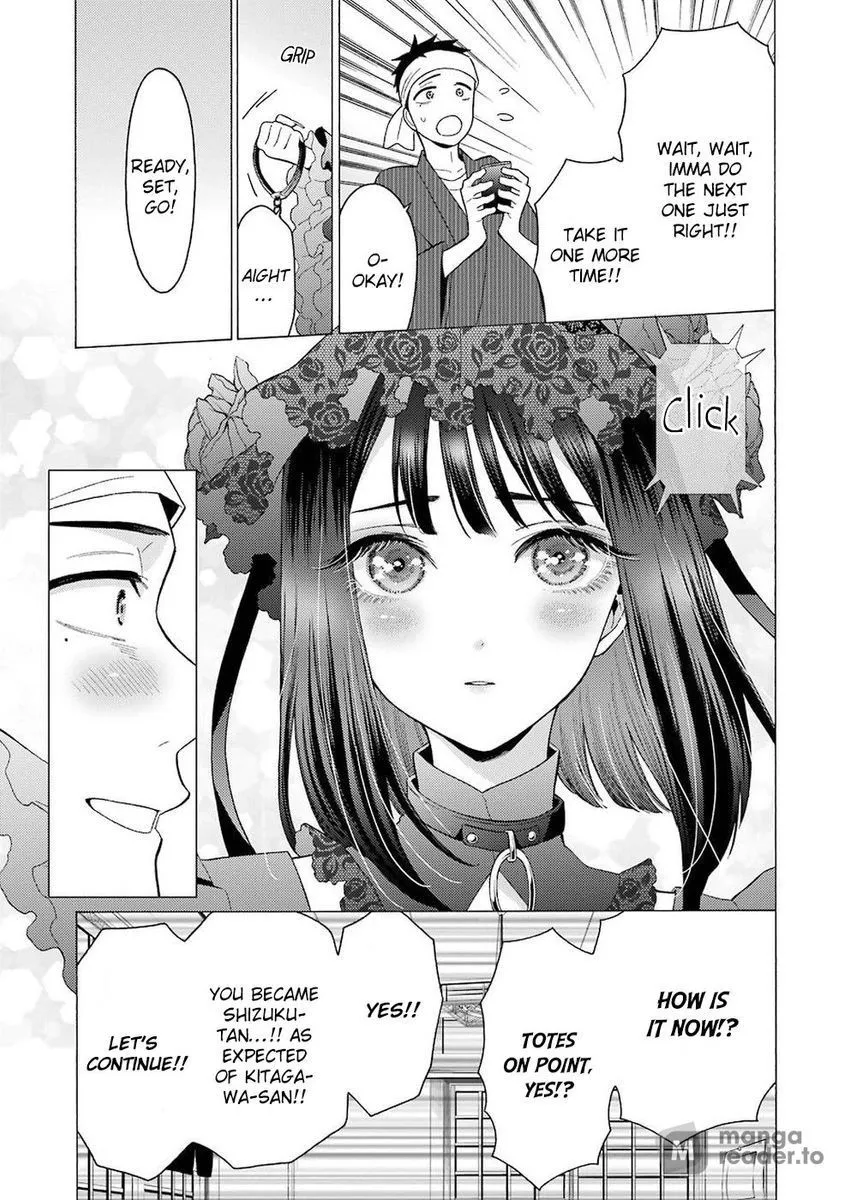 WAIT, WAIT,
IMMA DO
THE NEXT
ONE JUST
RIGHT!!
TAKE IT
ONE MORE
TIME!!
O-
OKAY!
GRIP
AIGHT
...
READY,
SET,
GO!
Click
HOW IS
IT NOW!?
TOTES
ON POINT,
YES!?
YES!!
YOU BECAME
SHIZUKU-
TAN...!! AS
EXPECTED
OF KITAGA-
WA-SAN!!
LET'S
CONTINUE!!
M manga
reader.to